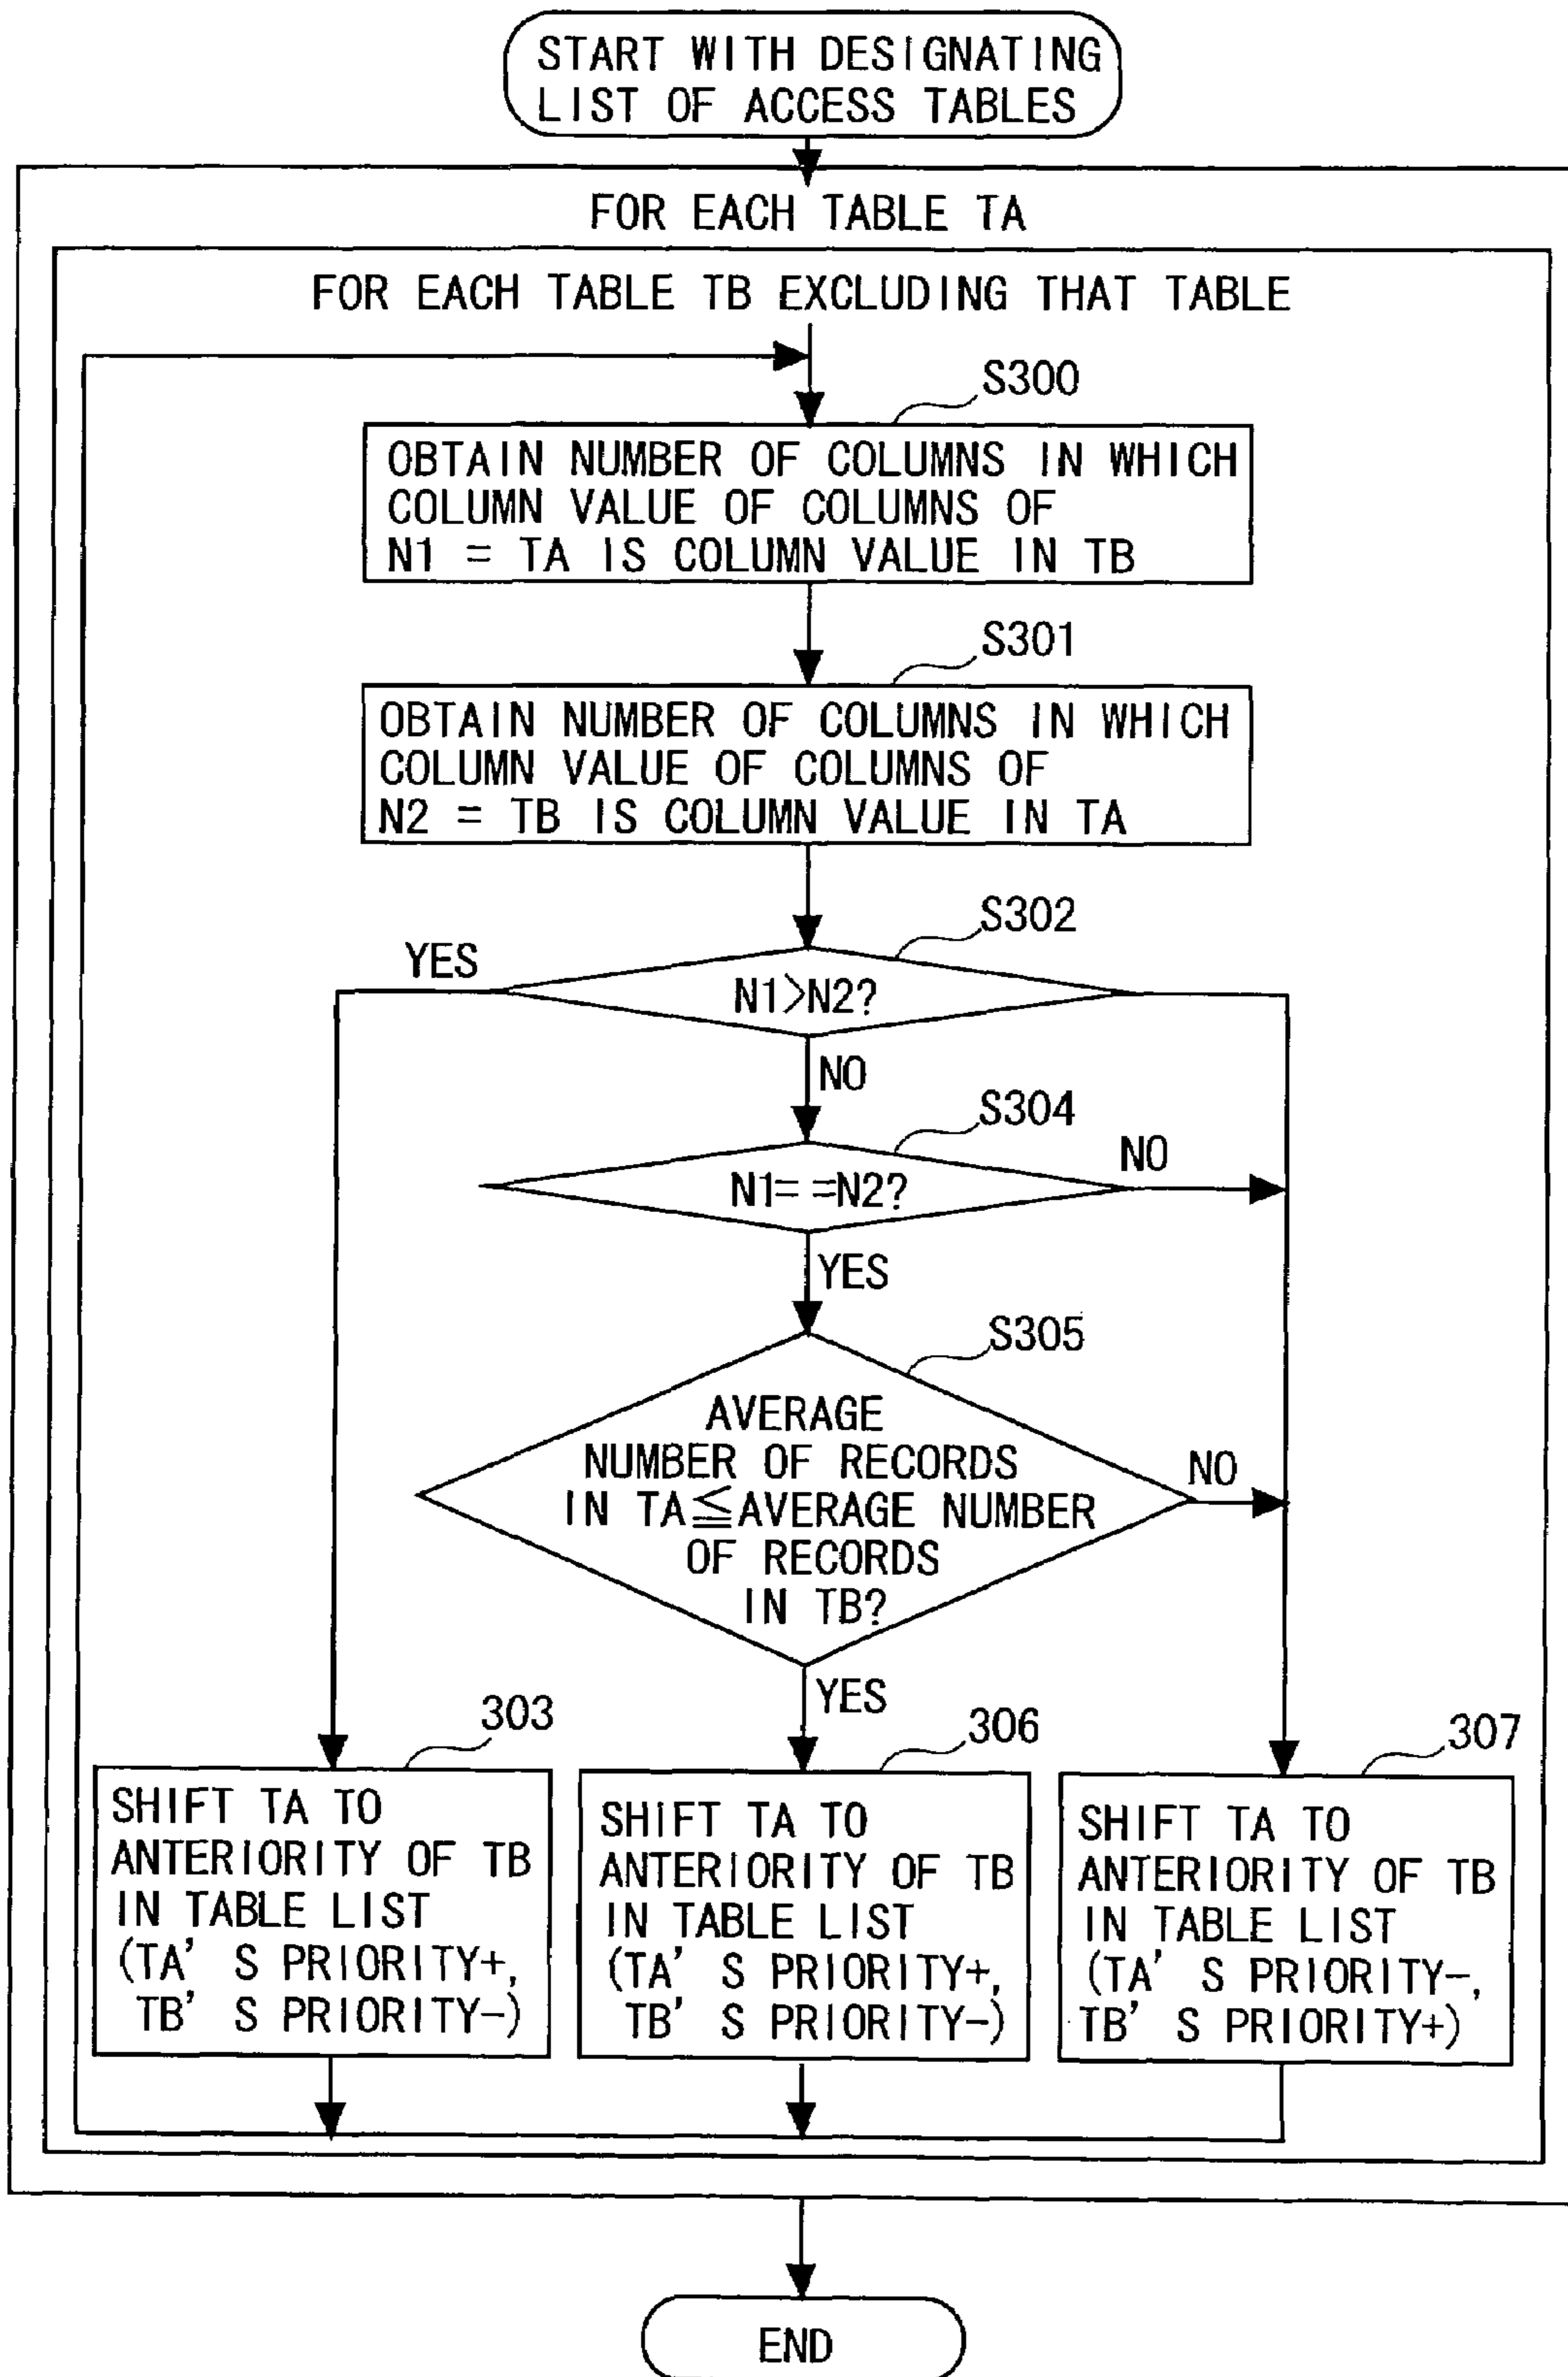 START WITH DESIGNATING
LIST OF ACCESS TABLES
FOR EACH TABLE TA
FOR EACH TABLE TB EXCLUDING THAT TABLE
S300
OBTAIN NUMBER OF COLUMNS IN WHICH
COLUMN VALUE OF COLUMNS OF
N1 = TA IS COLUMN VALUE IN TB
S301
OBTAIN NUMBER OF COLUMNS IN WHICH
COLUMN VALUE OF COLUMNS OF
N2 = TB IS COLUMN VALUE IN TA
S302
YES
N1>N2?
NO
S304
NO
N1= =N2?
YES
S305
AVERAGE
NUMBER OF RECORDS
IN TA≦AVERAGE NUMBER
OF RECORDS
IN TB?
NO
YES
303
SHIFT TA TO
ANTERIORITY OF TB
IN TABLE LIST
(TA' S PRIORITY+,
TB' S PRIORITY-)
306
SHIFT TA TO
ANTERIORITY OF TB
IN TABLE LIST
(TA' S PRIORITY+,
TB' S PRIORITY-)
307
SHIFT TA TO
ANTERIORITY OF TB
IN TABLE LIST
(TA' S PRIORITY-,
TB' S PRIORITY+)
END